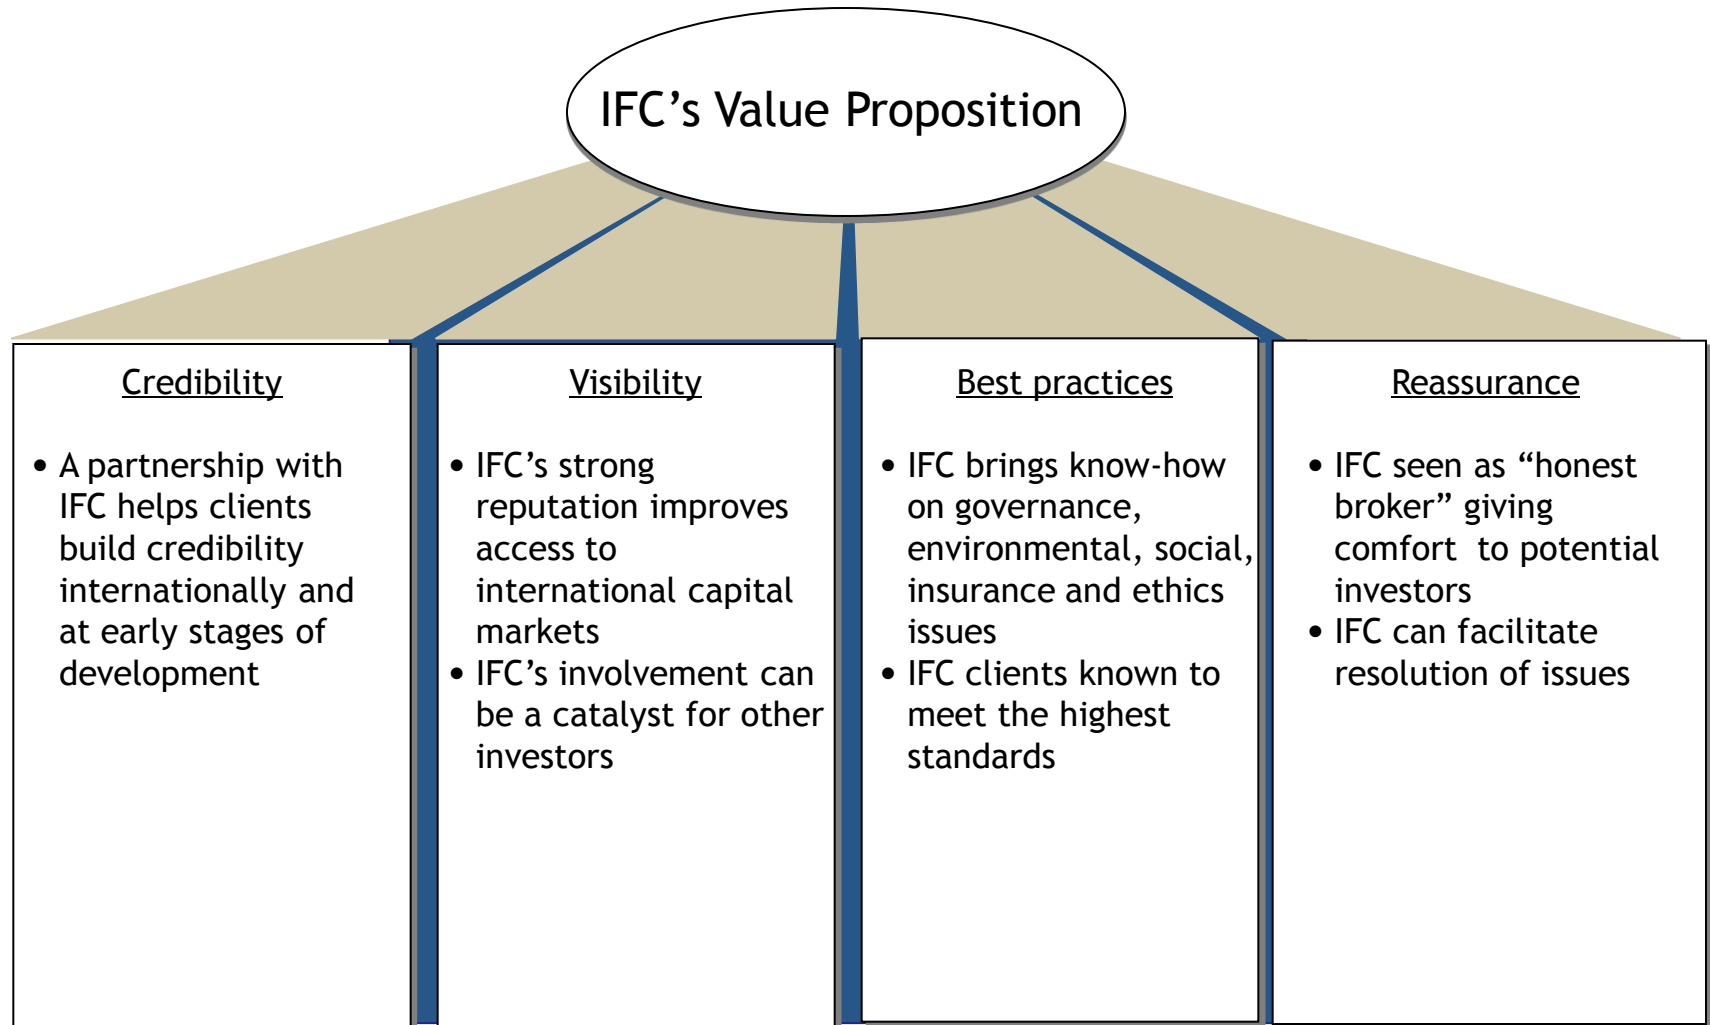 IFC’s Value Proposition
Credibility
• A partnership with
IFC helps clients
build credibility
internationally and
at early stages of
development
Visibility
• IFC’s strong
reputation improves
access to
international capital
markets
• IFC’s involvement can
be a catalyst for other
investors
Best practices
• IFC brings know-how
on governance,
environmental, social,
insurance and ethics
issues
• IFC clients known to
meet the highest
standards
Reassurance
• IFC seen as “honest
broker” giving
comfort  to potential
investors
• IFC can facilitate
resolution of issues